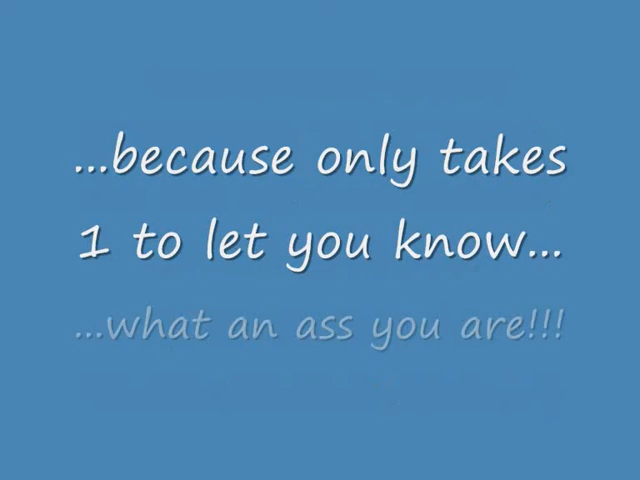 ...because only takes
1 to let you know...
...what an ass you are!!!